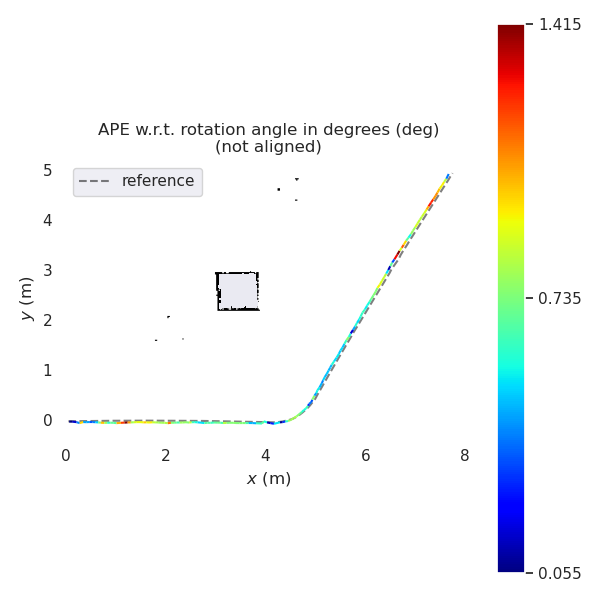 APE w.r.t. rotation angle in degrees (deg)
(not aligned)
reference
5
4
3
2
1
0
y (m)
0
2
4
6
8
x (m)
1.415
0.735
0.055